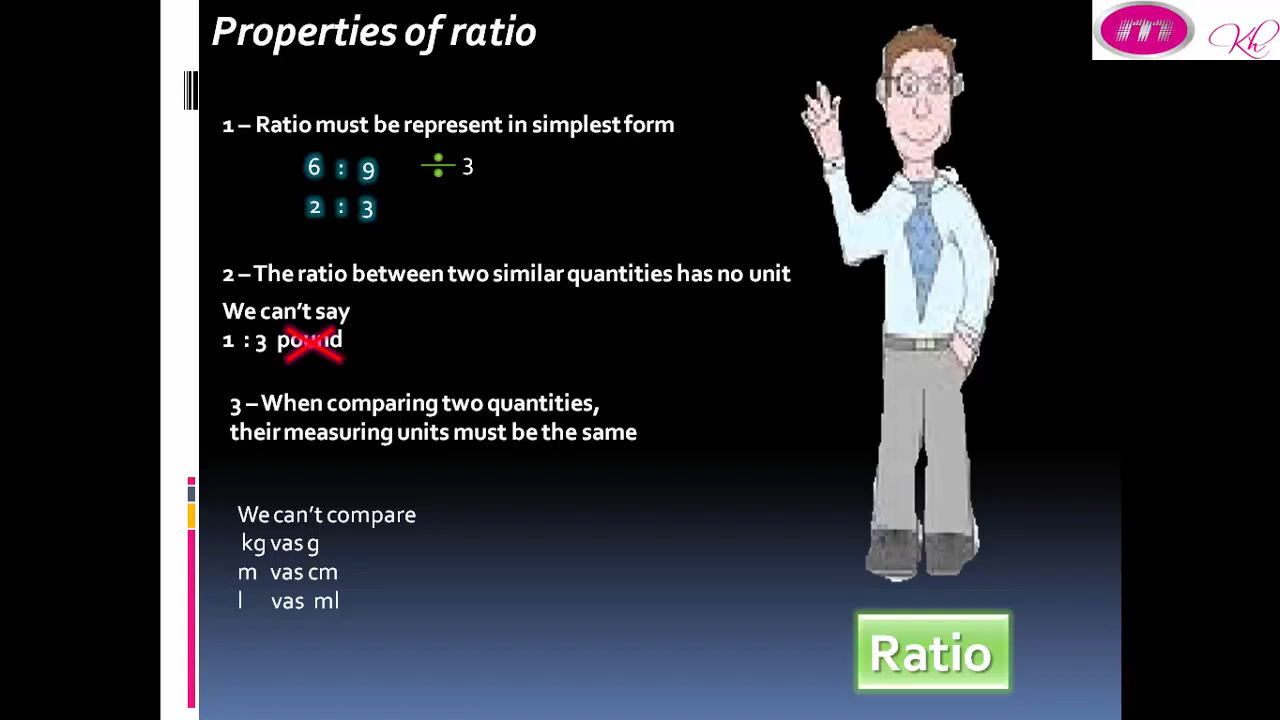 Properties of ratio
m
Kh
1 – Ratio must be represent in simplest form
6 : 9 ÷ 3
2 : 3
2 – The ratio between two similar quantities has no unit
We can't say
1 : 3 pound
3 – When comparing two quantities,
their measuring units must be the same
We can't compare
kg vas g
m vas cm
l vas ml
Ratio